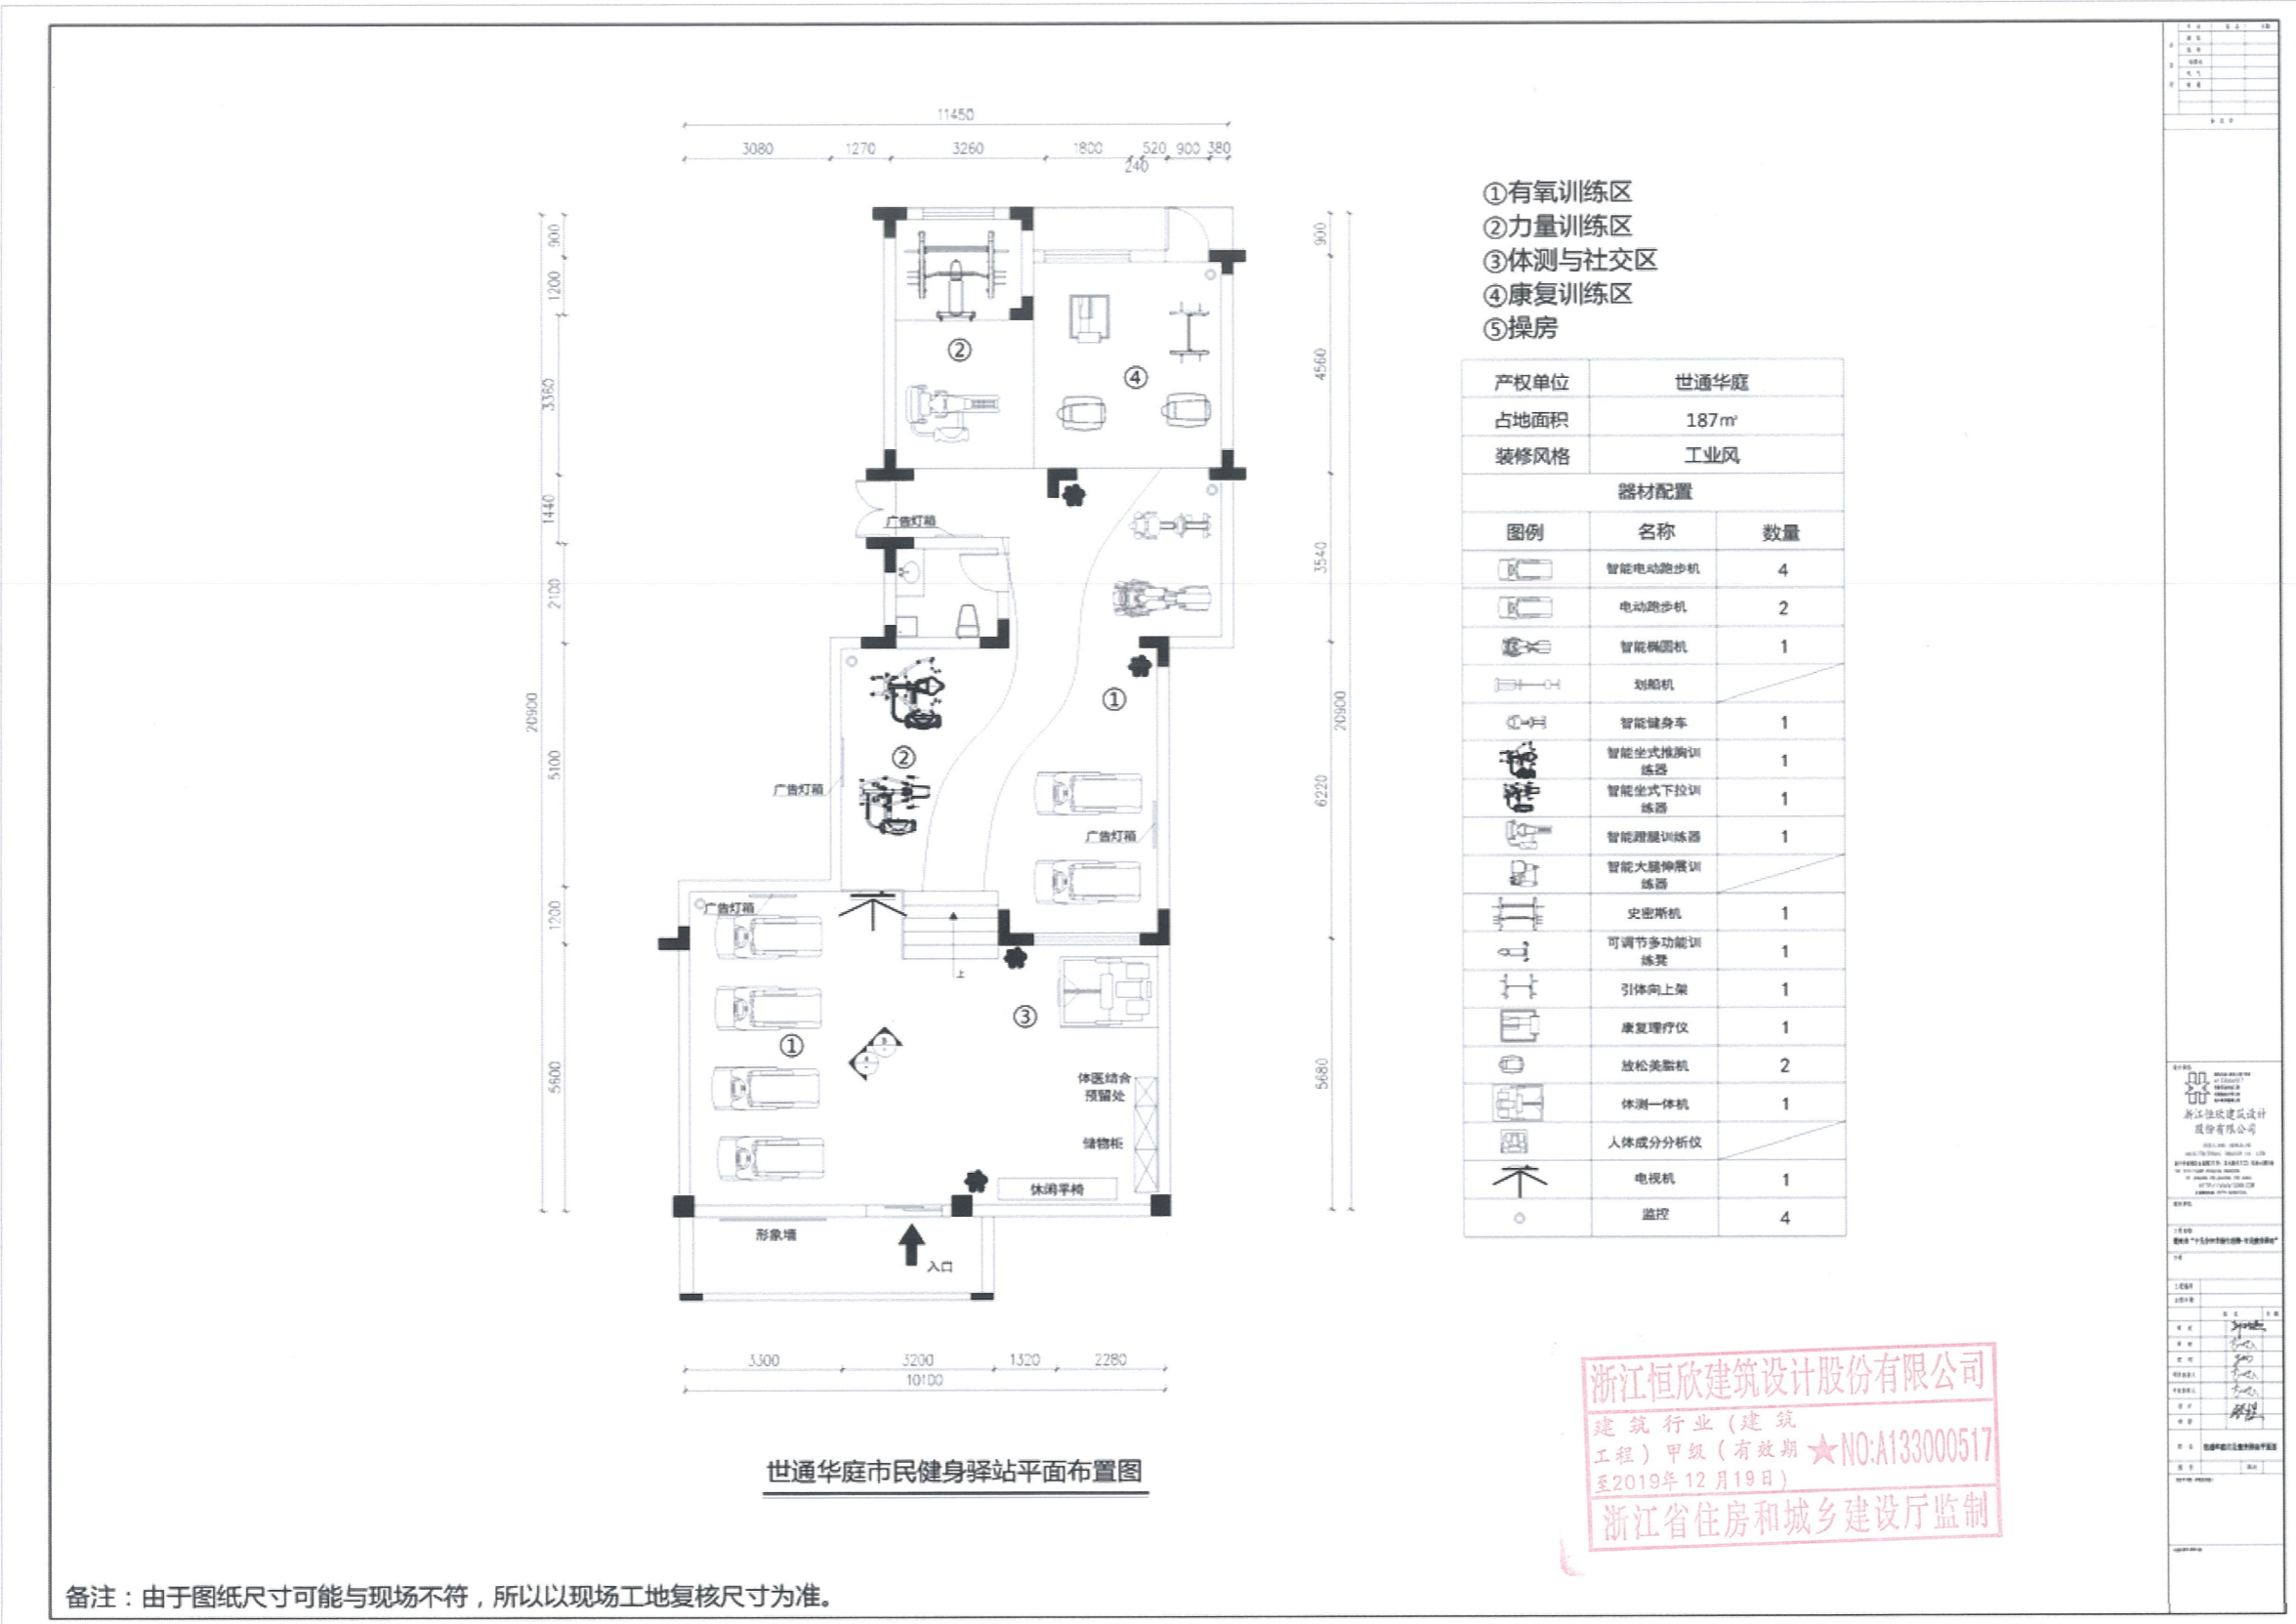 11450
3080 1270 3260 1800 240 520 900 380
900
1200
3360
1440
2100
5100
1200
5600
20900
900
4560
3540
6220
5680
20900
②
④
广告灯箱
①
②
广告灯箱
广告灯箱
广告灯箱
上
③
①
体医结合
预留处
储物柜
休闲平椅
形象墙
入口
3300 3200 1320 2280
10100
世通华庭市民健身驿站平面布置图
备注：由于图纸尺寸可能与现场不符，所以以现场工地复核尺寸为准。
①有氧训练区
②力量训练区
③体测与社交区
④康复训练区
⑤操房
产权单位 世通华庭
占地面积 187㎡
装修风格 工业风
器材配置
图例 名称 数量
智能电动跑步机 4
电动跑步机 2
智能椭圆机 1
划船机
智能健身车 1
智能坐式推胸训
练器 1
智能坐式下拉训
练器 1
智能蹬腿训练器 1
智能大腿伸展训
练器
史密斯机 1
可调节多功能训
练凳 1
引体向上架 1
康复理疗仪 1
放松美脂机 2
体测一体机 1
人体成分分析仪
电视机 1
监控 4
浙江恒欣建筑设计股份有限公司
建筑行业(建筑
工程)甲级(有效期
至2019年12月19日)
★NO:A133000517
浙江省住房和城乡建设厅监制
浙江恒欣建筑设计
股份有限公司